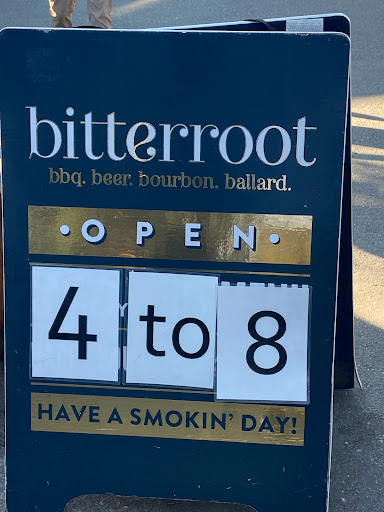 bitterroot
bbq. beer. bourbon. ballard.
• OPEN •
4 to 8
HAVE A SMOKIN' DAY!